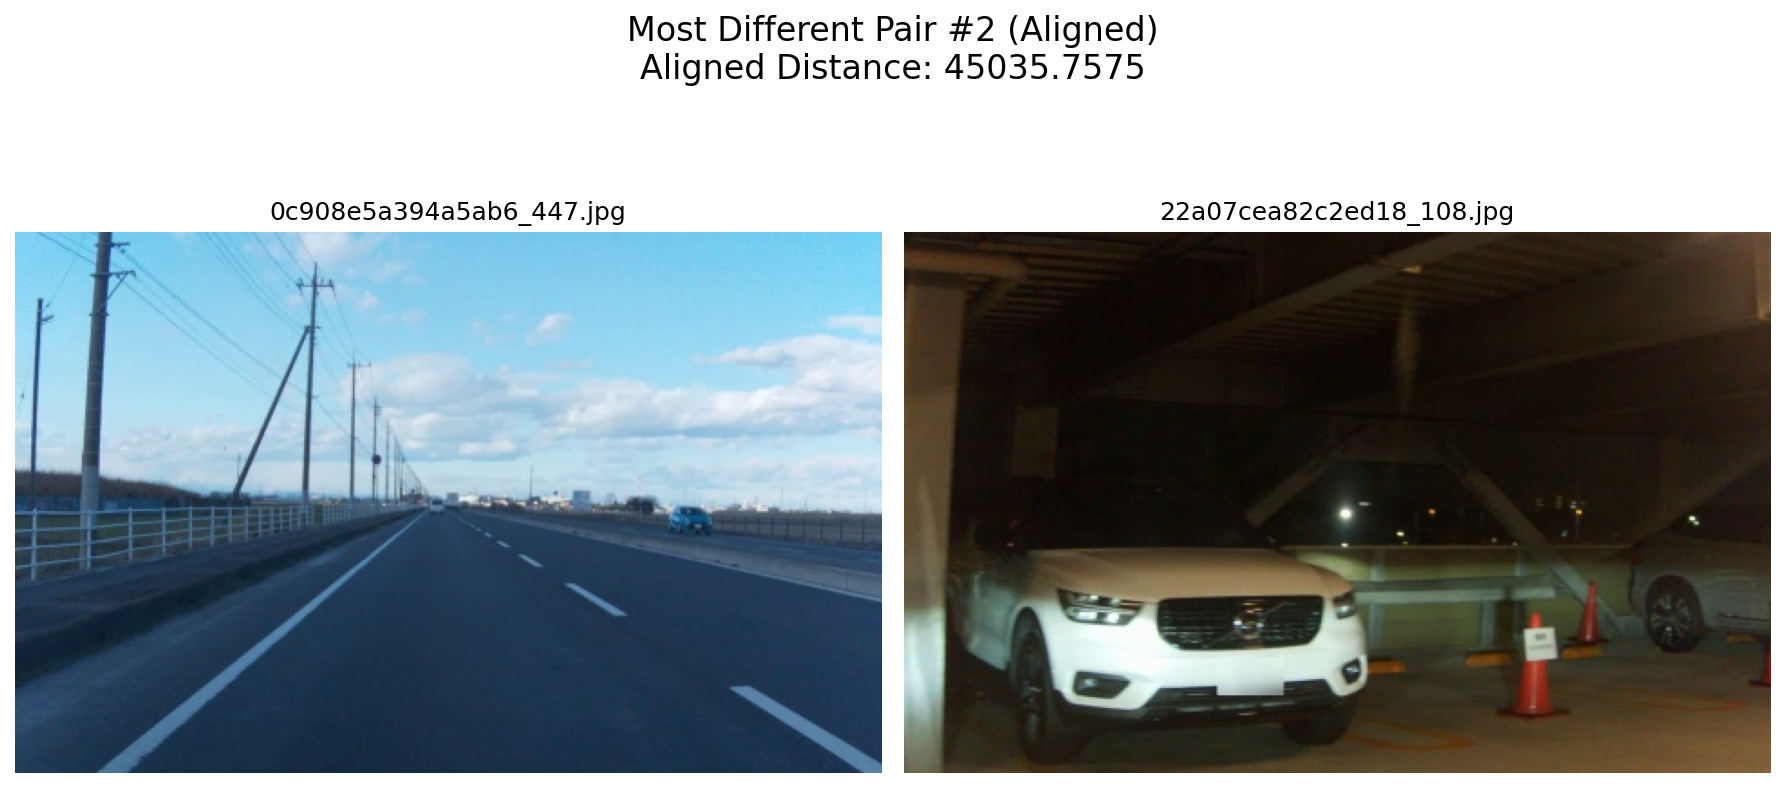 Most Different Pair #2 (Aligned)
Aligned Distance: 45035.7575
0c908e5a394a5ab6_447.jpg
22a07cea82c2ed18_108.jpg